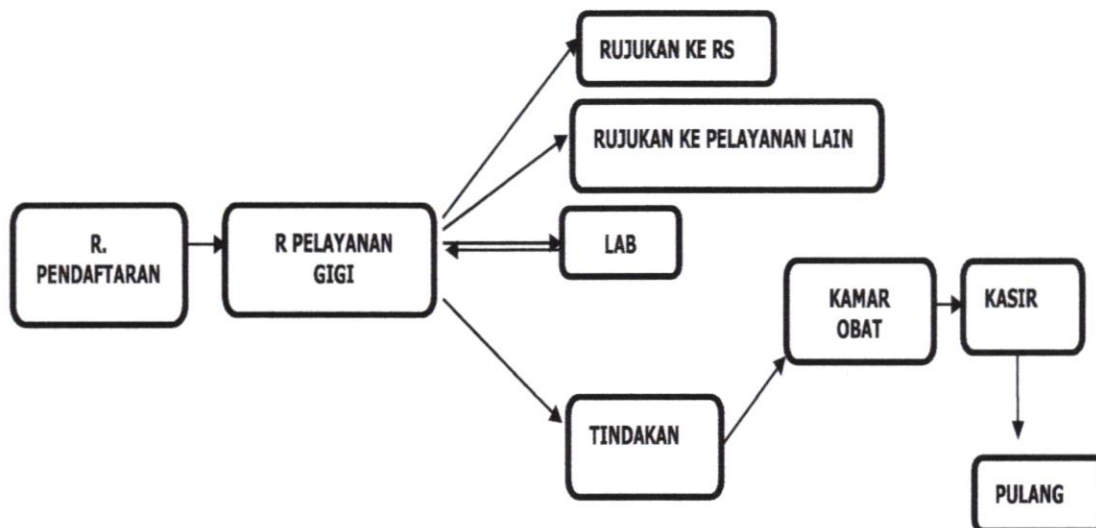 RUJUKAN KE RS
RUJUKAN KE PELAYANAN LAIN
R.
PENDAFTARAN
R PELAYANAN
GIGI
LAB
KAMAR
OBAT
KASIR
TINDAKAN
PULANG